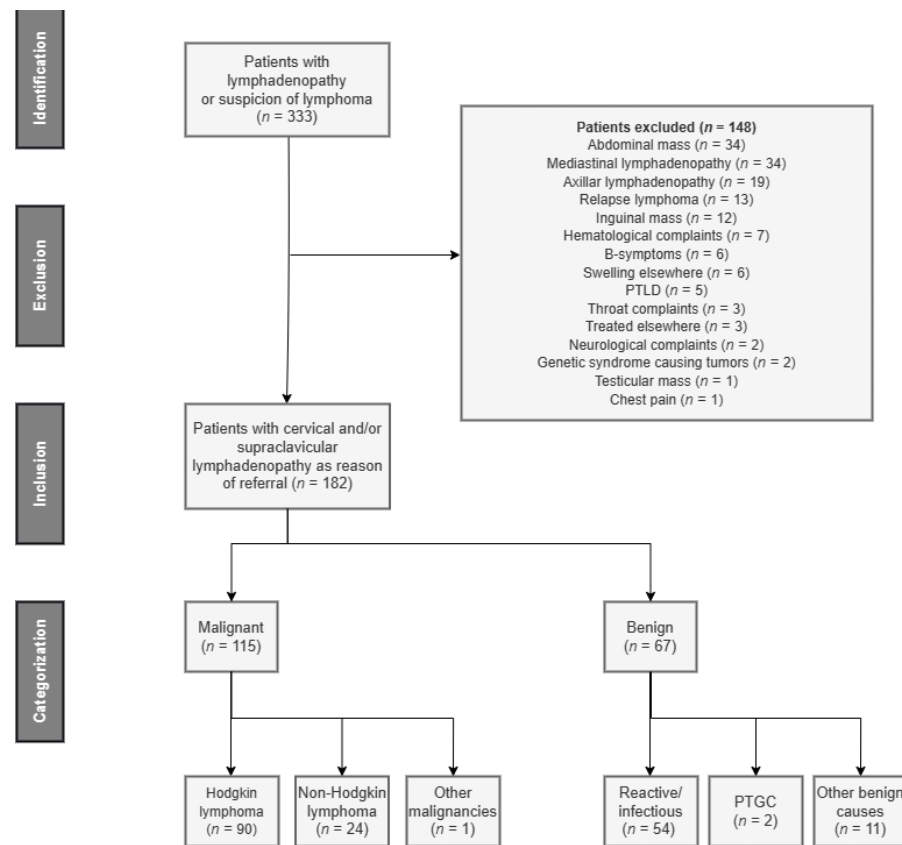 Identification
Patients with
lymphadenopathy
or suspicion of lymphoma
(n = 333)
Exclusion
Patients excluded (n = 148)
Abdominal mass (n = 34)
Mediastinal lymphadenopathy (n = 34)
Axillar lymphadenopathy (n = 19)
Relapse lymphoma (n = 13)
Inguinal mass (n = 12)
Hematological complaints (n = 7)
B-symptoms (n = 6)
Swelling elsewhere (n = 6)
PTLD (n = 5)
Throat complaints (n = 3)
Treated elsewhere (n = 3)
Neurological complaints (n = 2)
Genetic syndrome causing tumors (n = 2)
Testicular mass (n = 1)
Chest pain (n = 1)
Inclusion
Patients with cervical and/or
supraclavicular
lymphadenopathy as reason
of referral (n = 182)
Categorization
Malignant
(n = 115)
Benign
(n = 67)
Hodgkin
lymphoma
(n = 90)
Non-Hodgkin
lymphoma
(n = 24)
Other
malignancies
(n = 1)
Reactive/
infectious
(n = 54)
PTGC
(n = 2)
Other benign
causes
(n = 11)